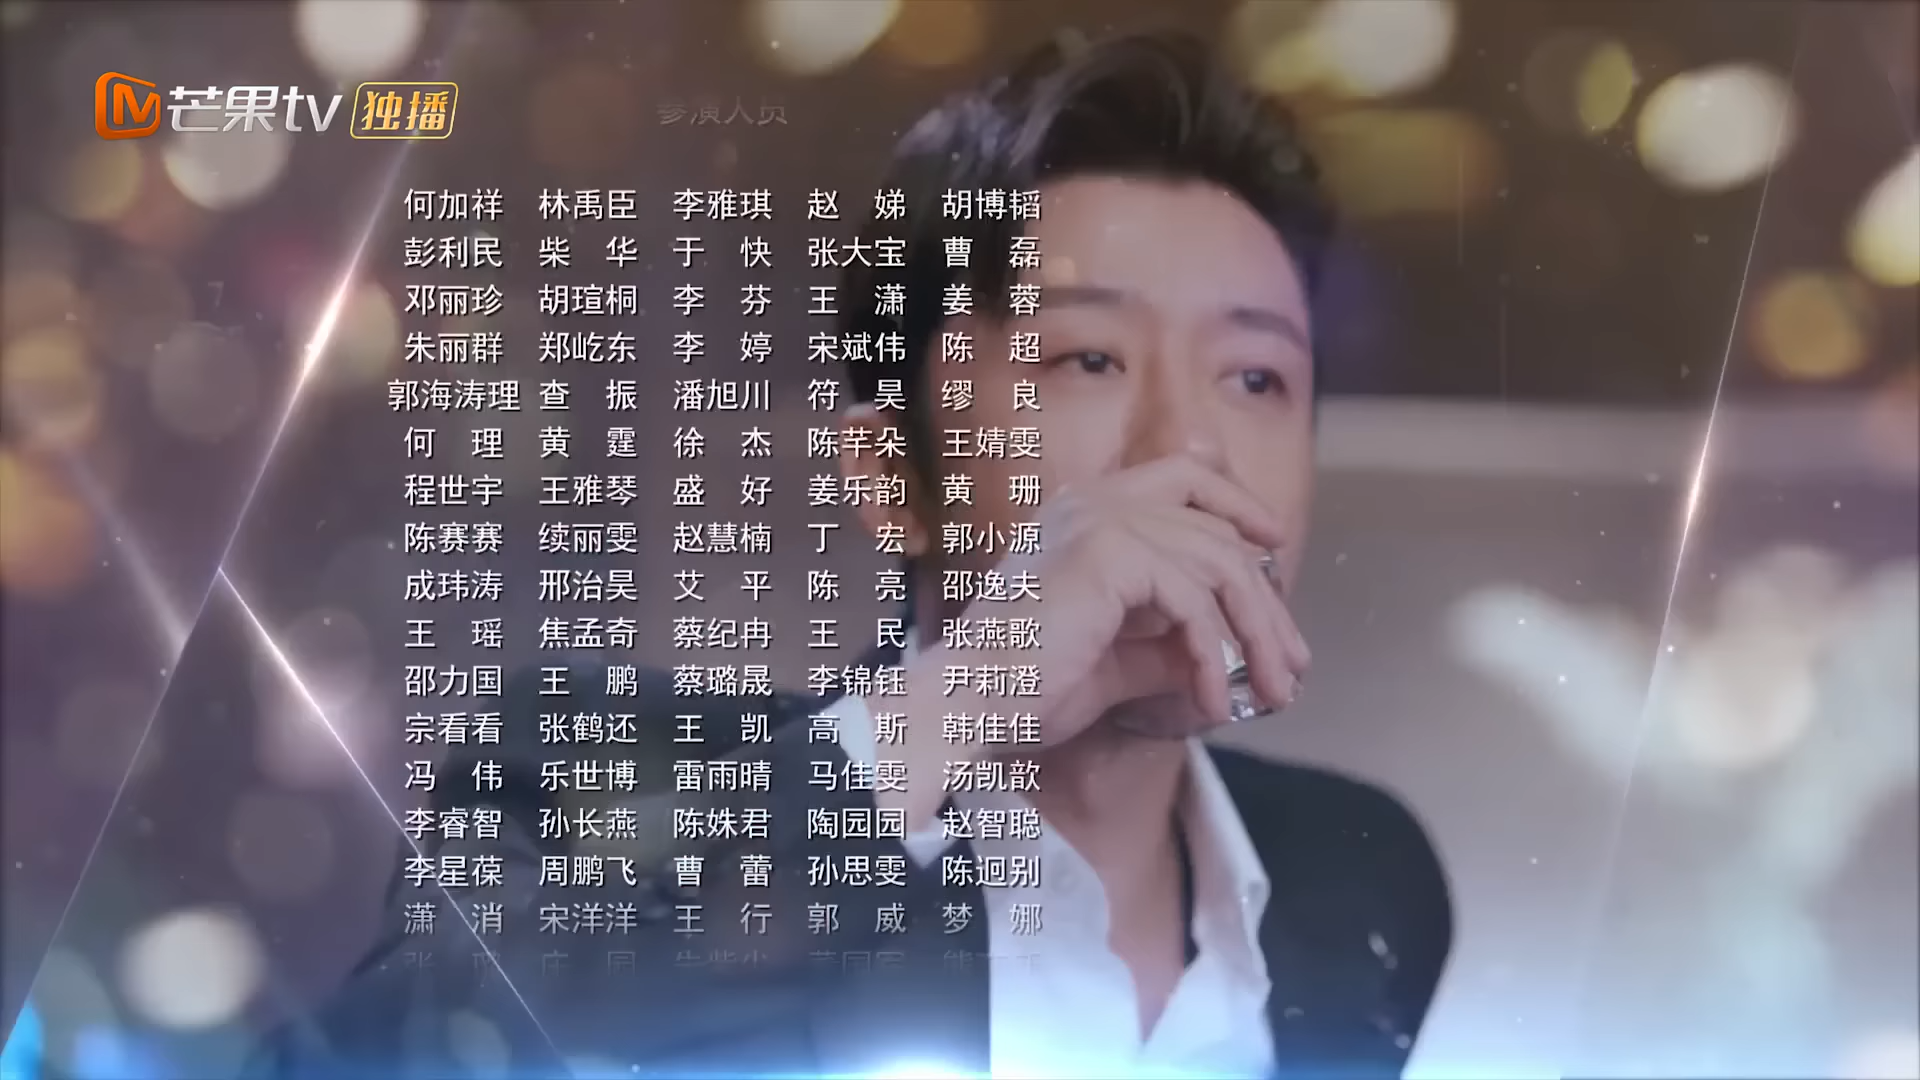 芒果tv 独播
参演人员
何加祥 林禹臣 李雅琪 赵娣 胡博韬
彭利民 柴华 于快 张大宝 曹磊
邓丽珍 胡瑄桐 李芬 王潇 姜蓉
朱丽群 郑屹东 李婷 宋斌伟 陈超
郭海涛理 查振 潘旭川 符昊 缪良
何理 黄霆 徐杰 陈芊朵 王婧雯
程世宇 王雅琴 盛好 姜乐韵 黄珊
陈赛赛 续丽雯 赵慧楠 丁宏 郭小源
成玮涛 邢治昊 艾平 陈亮 邵逸夫
王瑶 焦孟奇 蔡纪冉 王民 张燕歌
邵力国 王鹏 蔡璐晟 李锦钰 尹莉澄
宗看看 张鹤还 王凯 高斯 韩佳佳
冯伟 乐世博 雷雨晴 马佳雯 汤凯歆
李睿智 孙长燕 陈姝君 陶园园 赵智聪
李星葆 周鹏飞 曹蕾 孙思雯 陈迥别
潇消 宋洋洋 王行 郭威 梦娜